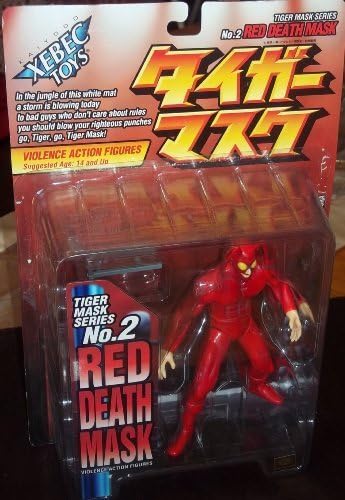 TIGER MASK SERIES
No.2 RED DEATH MASK
XEBEC
TOYS
タイガー
マスク
In the jungle of this white mat
a storm is blowing today
to bad guys who don't care about rules
you should blow your righteous punches
go, Tiger, go, Tiger Mask!
VIOLENCE ACTION FIGURES
Suggested Age: 14 and Up
TIGER
MASK
SERIES
No.2
RED
DEATH
MASK
VIOLENCE ACTION FIGURES